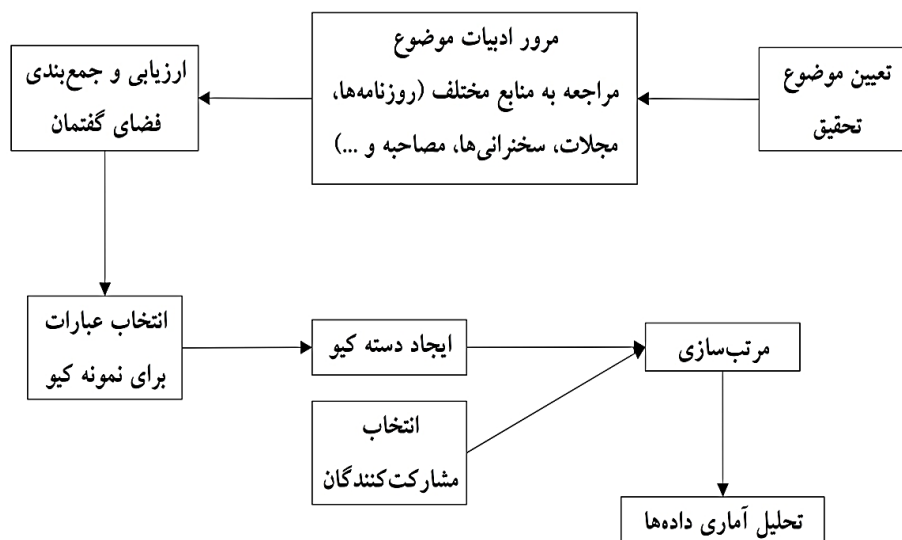 تعیین موضوع
تحقیق
مرور ادبیات موضوع
مراجعه به منابع مختلف (روزنامه‌ها،
مجلات، سخنرانی‌ها، مصاحبه و ...)
ارزیابی و جمع‌بندی
فضای گفتمان
انتخاب عبارات
برای نمونه کیو
ایجاد دسته کیو
انتخاب
مشارکت‌کنندگان
مرتب‌سازی
تحلیل آماری داده‌ها